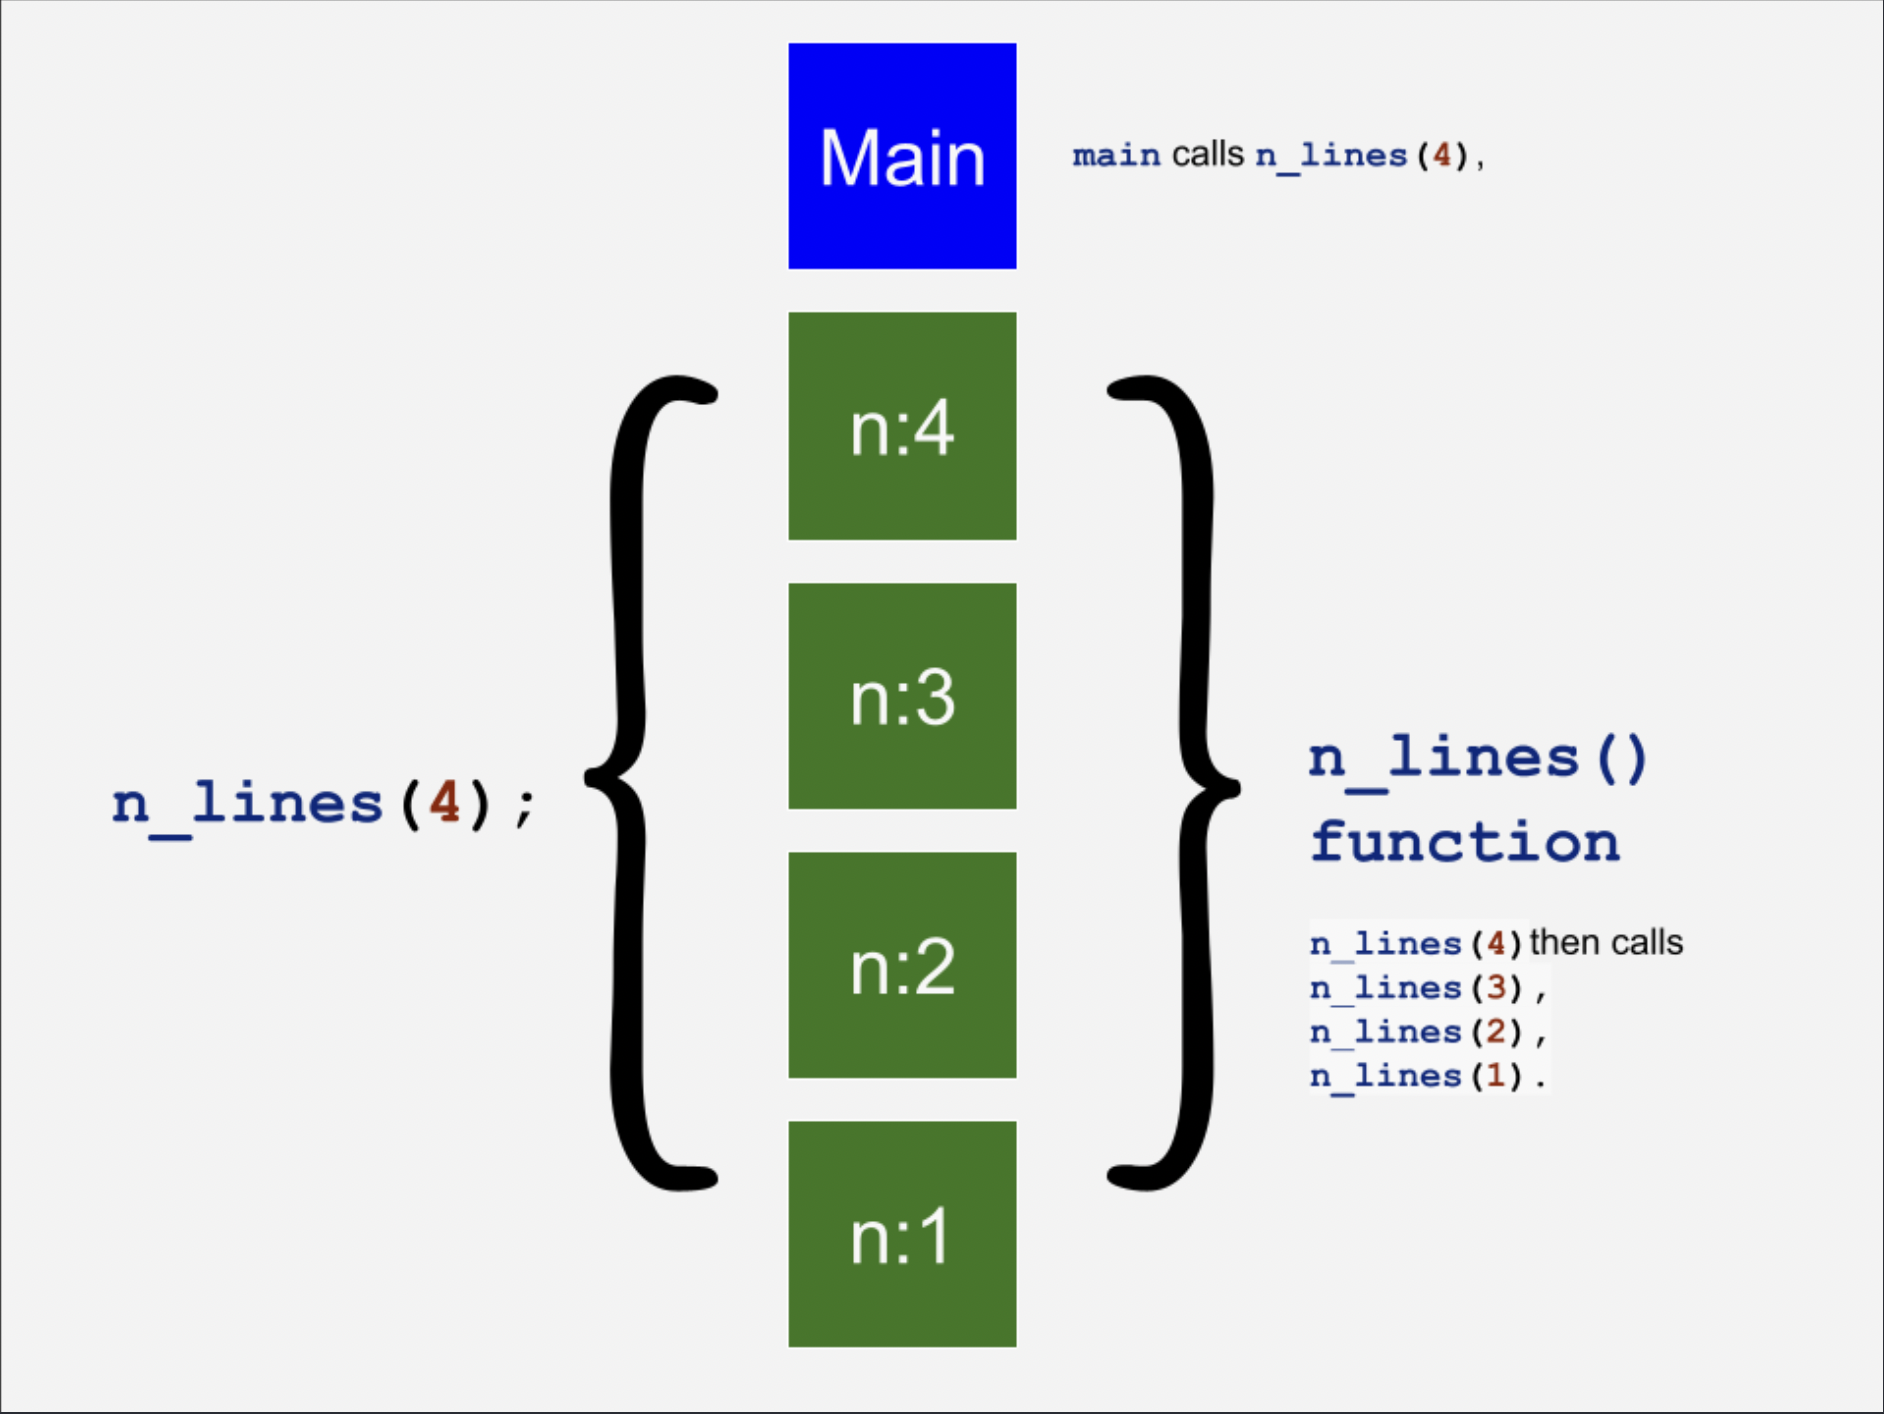 Main
main calls n_lines(4),
n:4
n:3
n_lines(4);
n_lines()
function
n:2
n_lines(4)then calls
n_lines(3),
n_lines(2),
n_lines(1).
n:1